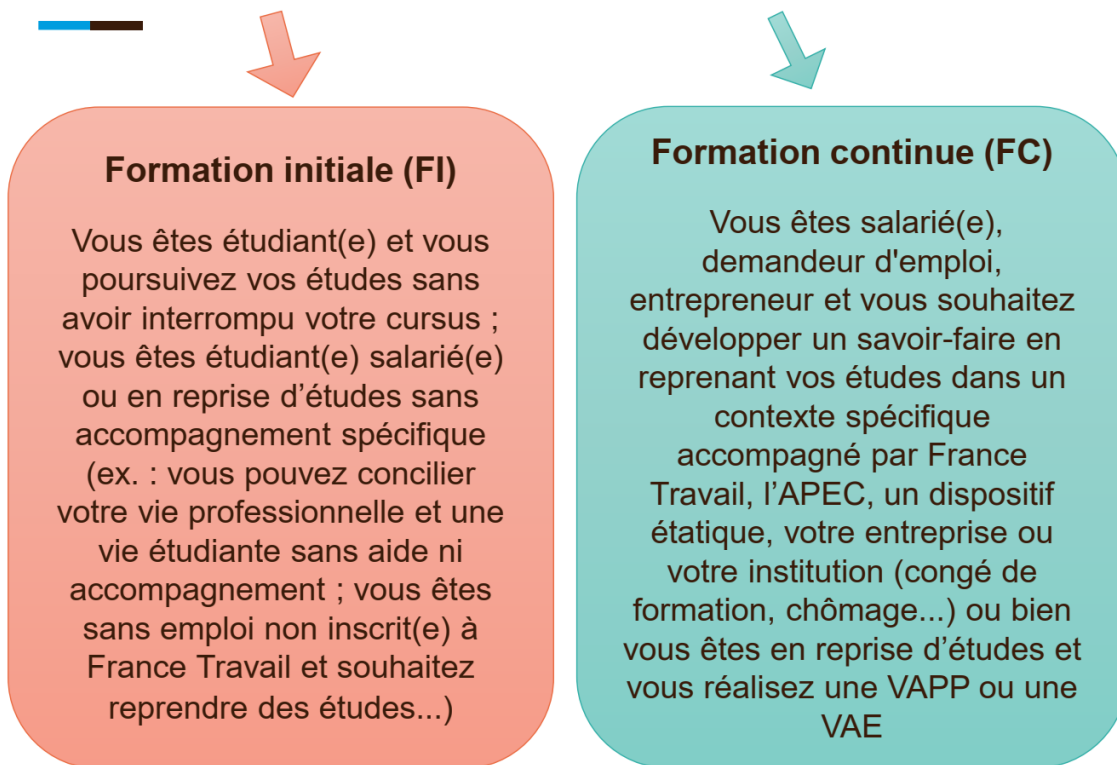 Formation initiale (FI)
Vous êtes étudiant(e) et vous
poursuivez vos études sans
avoir interrompu votre cursus ;
vous êtes étudiant(e) salarié(e)
ou en reprise d’études sans
accompagnement spécifique
(ex. : vous pouvez concilier
votre vie professionnelle et une
vie étudiante sans aide ni
accompagnement ; vous êtes
sans emploi non inscrit(e) à
France Travail et souhaitez
reprendre des études...)
Formation continue (FC)
Vous êtes salarié(e),
demandeur d'emploi,
entrepreneur et vous souhaitez
développer un savoir-faire en
reprenant vos études dans un
contexte spécifique
accompagné par France
Travail, l’APEC, un dispositif
étatique, votre entreprise ou
votre institution (congé de
formation, chômage...) ou bien
vous êtes en reprise d’études et
vous réalisez une VAPP ou une
VAE